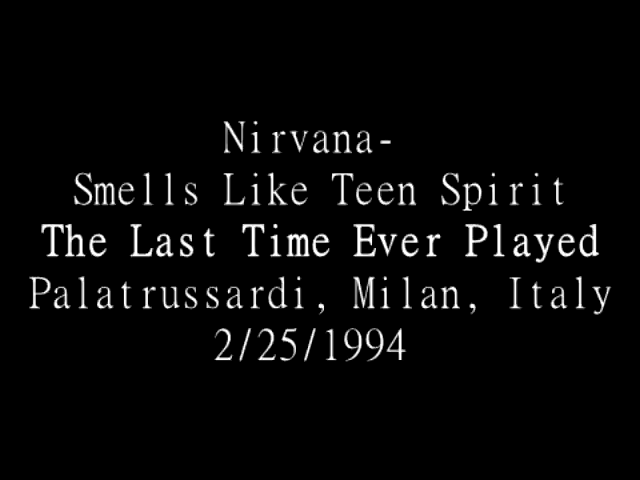 Nirvana-
Smells Like Teen Spirit
The Last Time Ever Played
Palatrussardi, Milan, Italy
2/25/1994